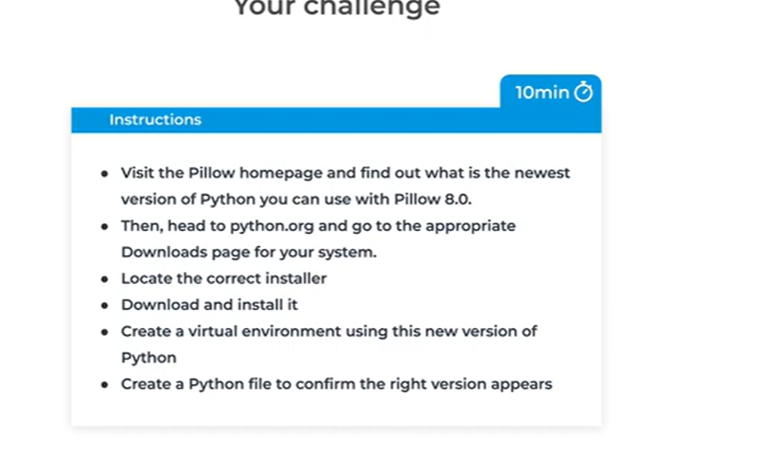 Your challenge
10min
Instructions
• Visit the Pillow homepage and find out what is the newest
version of Python you can use with Pillow 8.0.
• Then, head to python.org and go to the appropriate
Downloads page for your system.
• Locate the correct installer
• Download and install it
• Create a virtual environment using this new version of
Python
• Create a Python file to confirm the right version appears